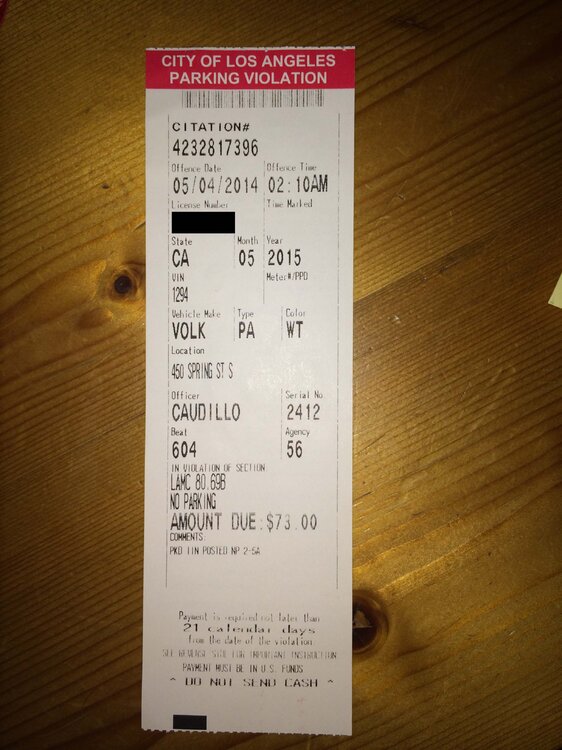 CITY OF LOS ANGELES
PARKING VIOLATION
CITATION#
4232817396
Offence Date Offence Time
05/04/2014 02:10AM
License Number Time Marked
State Month Year
CA 05 2015
VIN Meter#/PPD
1294
Vehicle Make Type Color
VOLK PA WT
Location
450 SPRING ST S
Officer Serial No
CAUDILLO 2412
Beat Agency
604 56
IN VIOLATION OF SECTION
LAMC 80.69B
NO PARKING
AMOUNT DUE:$73.00
COMMENTS:
PKD IIN POSTED NP 2-5A
Payment is required not later than
21 calendar days
from the date of the violation.
SEE REVERSE SIDE FOR IMPORTANT INSTRUCTION
PAYMENT MUST BE IN U.S. FUNDS
^ DO NOT SEND CASH ^